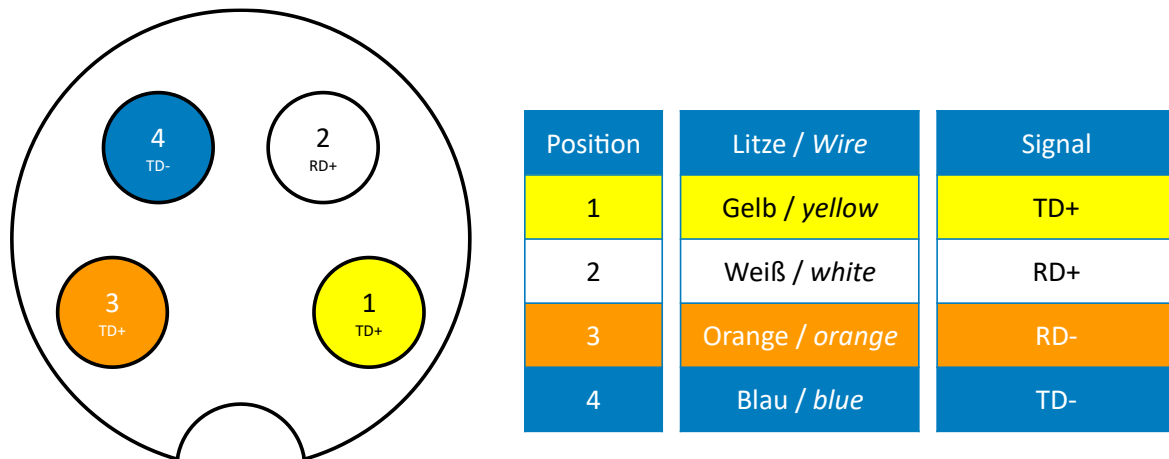 4
TD-
2
RD+
3
TD+
1
TD+
Position Litze / Wire Signal
1 Gelb / yellow TD+
2 Weiß / white RD+
3 Orange / orange RD-
4 Blau / blue TD-